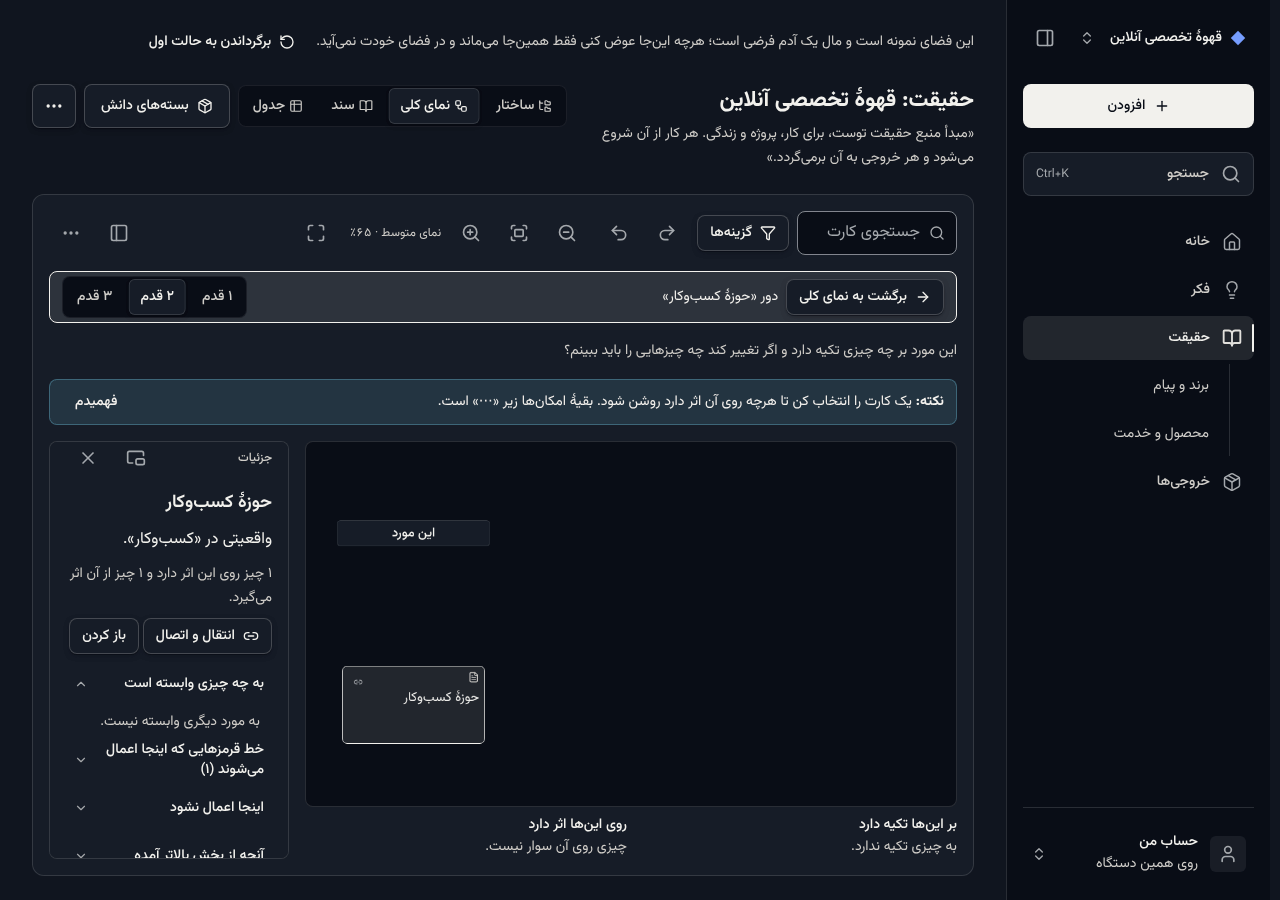 قهوهٔ تخصصی آنلاین
افزودن
جستجو
Ctrl+K
خانه
فکر
حقیقت
برند و پیام
محصول و خدمت
خروجی‌ها
حساب من
روی همین دستگاه
این فضای نمونه است و مال یک آدم فرضی است؛ هرچه این‌جا عوض کنی فقط همین‌جا می‌ماند و در فضای خودت نمی‌آید.
برگرداندن به حالت اول
حقیقت: قهوهٔ تخصصی آنلاین
«مبدأ منبع حقیقت توست، برای کار، پروژه و زندگی. هر کار از آن شروع
می‌شود و هر خروجی به آن برمی‌گردد.»
ساختار
نمای کلی
سند
جدول
بسته‌های دانش
جستجوی کارت
گزینه‌ها
نمای متوسط · ۶۵٪
برگشت به نمای کلی
دور «حوزهٔ کسب‌وکار»
۱ قدم
۲ قدم
۳ قدم
این مورد بر چه چیزی تکیه دارد و اگر تغییر کند چه چیزهایی را باید ببینم؟
نکته: یک کارت را انتخاب کن تا هرچه روی آن اثر دارد روشن شود. بقیهٔ امکان‌ها زیر «⋯» است.
فهمیدم
این مورد
حوزهٔ کسب‌وکار
بر این‌ها تکیه دارد
به چیزی تکیه ندارد.
روی این‌ها اثر دارد
چیزی روی آن سوار نیست.
جزئیات
حوزهٔ کسب‌وکار
واقعیتی در «کسب‌وکار».
۱ چیز روی این اثر دارد و ۱ چیز از آن اثر
می‌گیرد.
انتقال و اتصال
باز کردن
به چه چیزی وابسته است
به مورد دیگری وابسته نیست.
خط قرمزهایی که اینجا اعمال
می‌شوند (۱)
اینجا اعمال نشود
آنچه از بخش بالاتر آمده